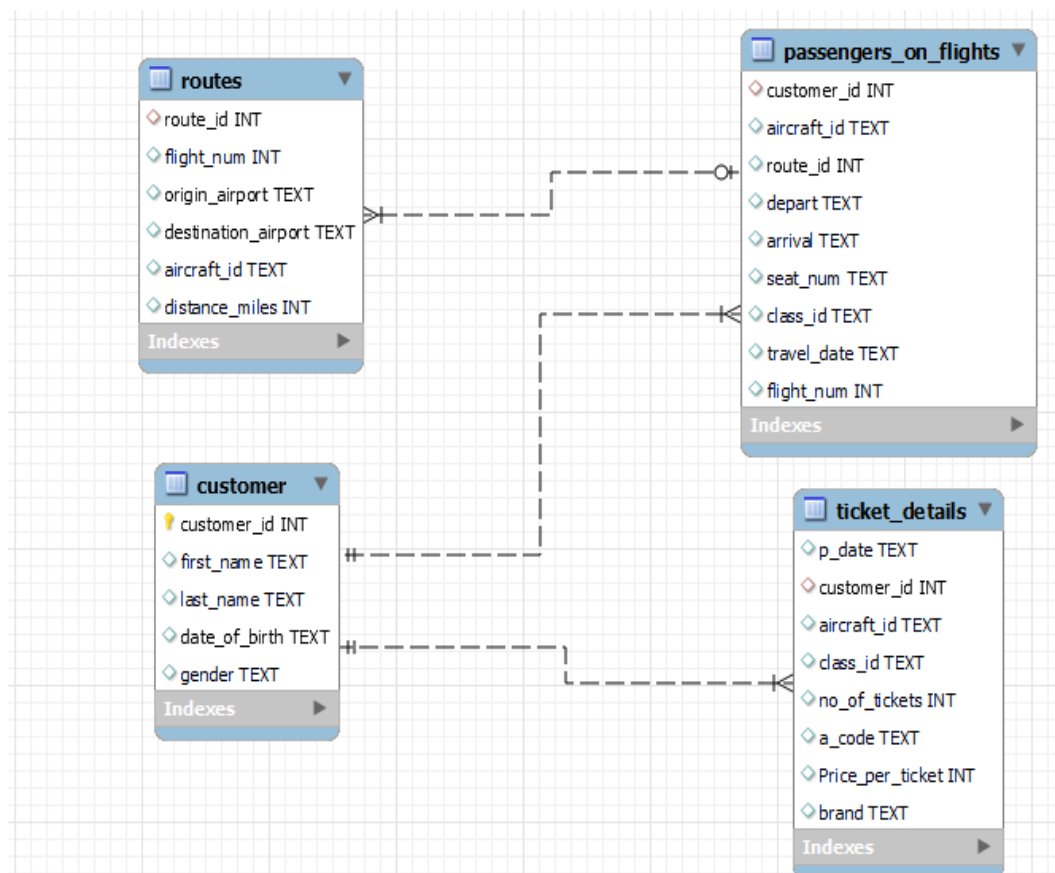 routes
route_id INT
flight_num INT
origin_airport TEXT
destination_airport TEXT
aircraft_id TEXT
distance_miles INT
Indexes
passengers_on_flights
customer_id INT
aircraft_id TEXT
route_id INT
depart TEXT
arrival TEXT
seat_num TEXT
class_id TEXT
travel_date TEXT
flight_num INT
Indexes
customer
customer_id INT
first_name TEXT
last_name TEXT
date_of_birth TEXT
gender TEXT
Indexes
ticket_details
p_date TEXT
customer_id INT
aircraft_id TEXT
class_id TEXT
no_of_tickets INT
a_code TEXT
Price_per_ticket INT
brand TEXT
Indexes